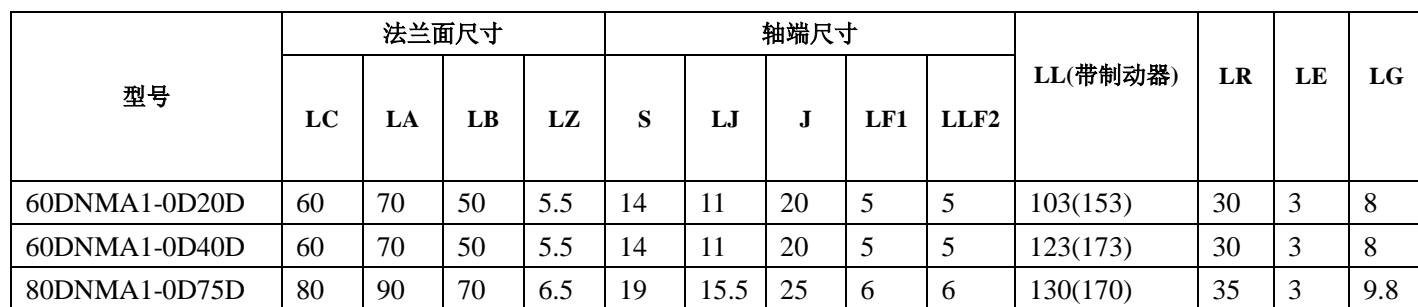 型号 法兰面尺寸 轴端尺寸 LL(带制动器) LR LE LG
LC LA LB LZ S LJ J LF1 LLF2
60DNMA1-0D20D 60 70 50 5.5 14 11 20 5 5 103(153) 30 3 8
60DNMA1-0D40D 60 70 50 5.5 14 11 20 5 5 123(173) 30 3 8
80DNMA1-0D75D 80 90 70 6.5 19 15.5 25 6 6 130(170) 35 3 9.8